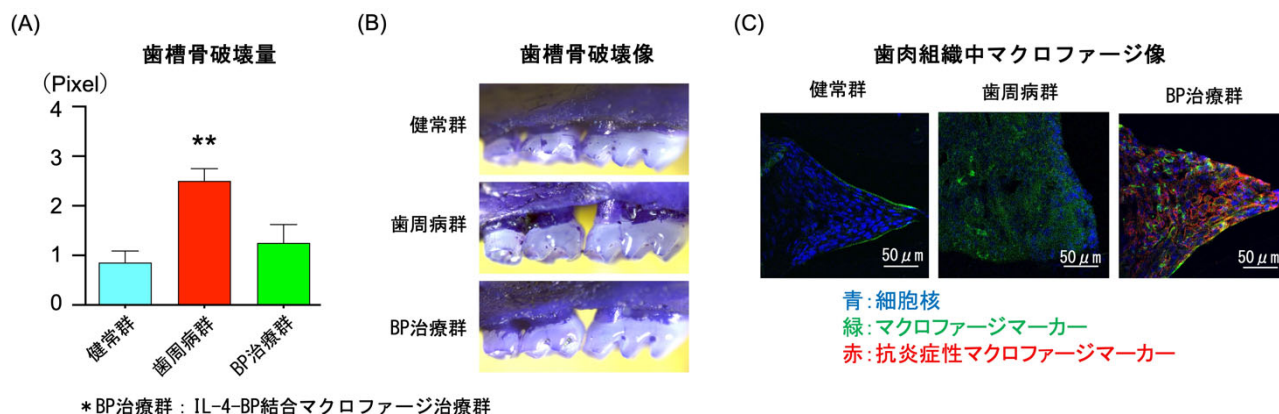 (A)
歯槽骨破壊量
(Pixel)
4
3
2
1
0
**
健常群
歯周病群
BP治療群
(B)
歯槽骨破壊像
健常群
歯周病群
BP治療群
(C)
歯肉組織中マクロファージ像
健常群
歯周病群
BP治療群
50μm
50μm
50μm
青:細胞核
緑:マクロファージマーカー
赤:抗炎症性マクロファージマーカー
*BP治療群:IL-4-BP結合マクロファージ治療群